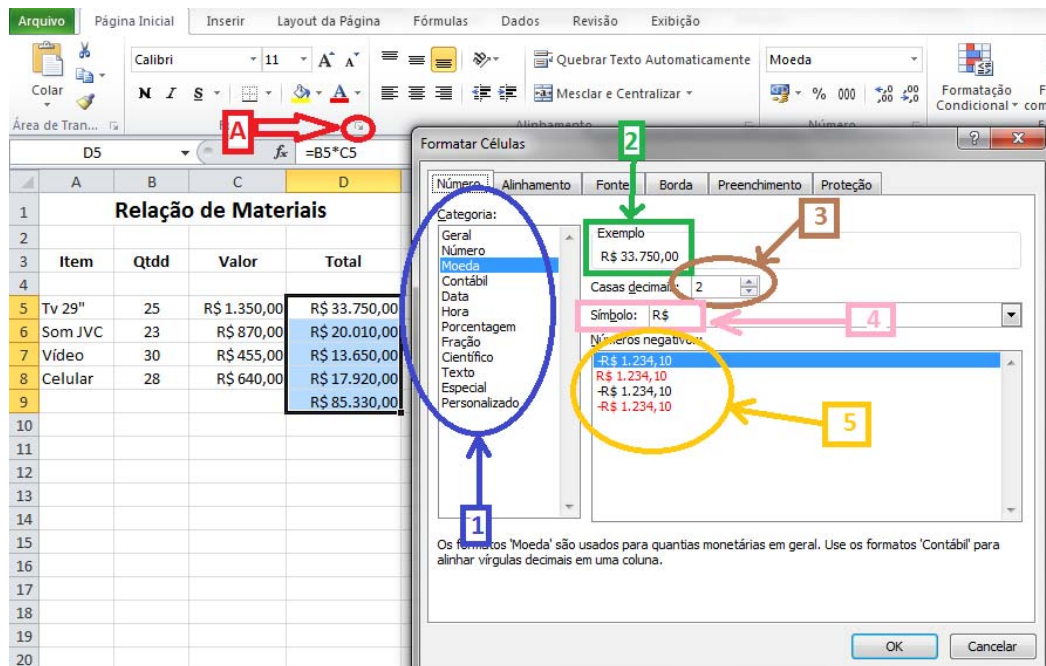 Arquivo Página Inicial Inserir Layout da Página Fórmulas Dados Revisão Exibição
Calibri 11 A A Quebrar Texto Automaticamente Moeda
Colar N I S A Mesclar e Centralizar % 000 ,00 ,00 Formatação
Condicional
Área de Tran... A Alinhamento Número
D5 fx =B5*C5
A B C D
1 Relação de Materiais
2
3 Item Qtdd Valor Total
4
5 Tv 29" 25 R$ 1.350,00 R$ 33.750,00
6 Som JVC 23 R$ 870,00 R$ 20.010,00
7 Vídeo 30 R$ 455,00 R$ 13.650,00
8 Celular 28 R$ 640,00 R$ 17.920,00
9 R$ 85.330,00
10
11
12
13
14
15
16
17
18
19
20
Formatar Células
2
Número Alinhamento Fonte Borda Preenchimento Proteção
Categoria:
Geral
Número
Moeda
Contábil
Data
Hora
Porcentagem
Fração
Científico
Texto
Especial
Personalizado
1
Exemplo
R$ 33.750,00
3
Casas decimais: 2
Símbolo: R$
4
Números negativos:
-R$ 1.234,10
R$ 1.234,10
-R$ 1.234,10
-R$ 1.234,10
5
Os formatos 'Moeda' são usados para quantias monetárias em geral. Use os formatos 'Contábil' para
alinhar vírgulas decimais em uma coluna.
OK Cancelar